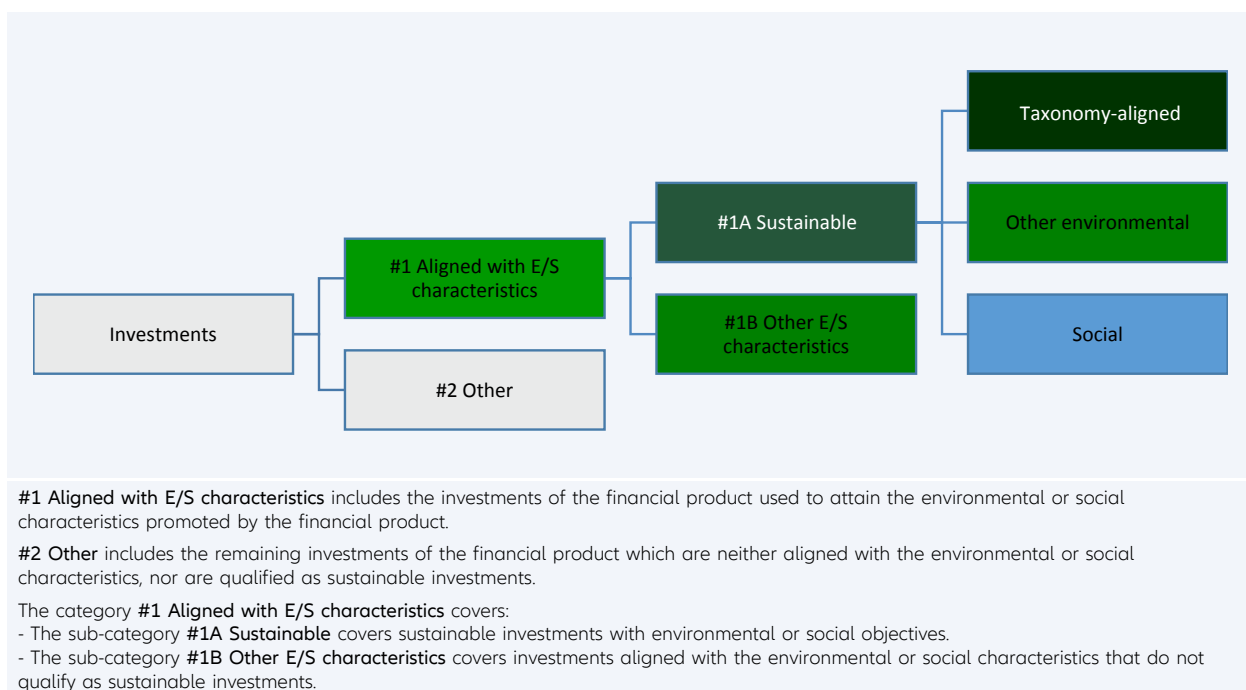 Taxonomy-aligned
#1A Sustainable
Other environmental
#1 Aligned with E/S
characteristics
Investments
#1B Other E/S
characteristics
Social
#2 Other
#1 Aligned with E/S characteristics includes the investments of the financial product used to attain the environmental or social
characteristics promoted by the financial product.
#2 Other includes the remaining investments of the financial product which are neither aligned with the environmental or social
characteristics, nor are qualified as sustainable investments.
The category #1 Aligned with E/S characteristics covers:
- The sub-category #1A Sustainable covers sustainable investments with environmental or social objectives.
- The sub-category #1B Other E/S characteristics covers investments aligned with the environmental or social characteristics that do not
qualify as sustainable investments.